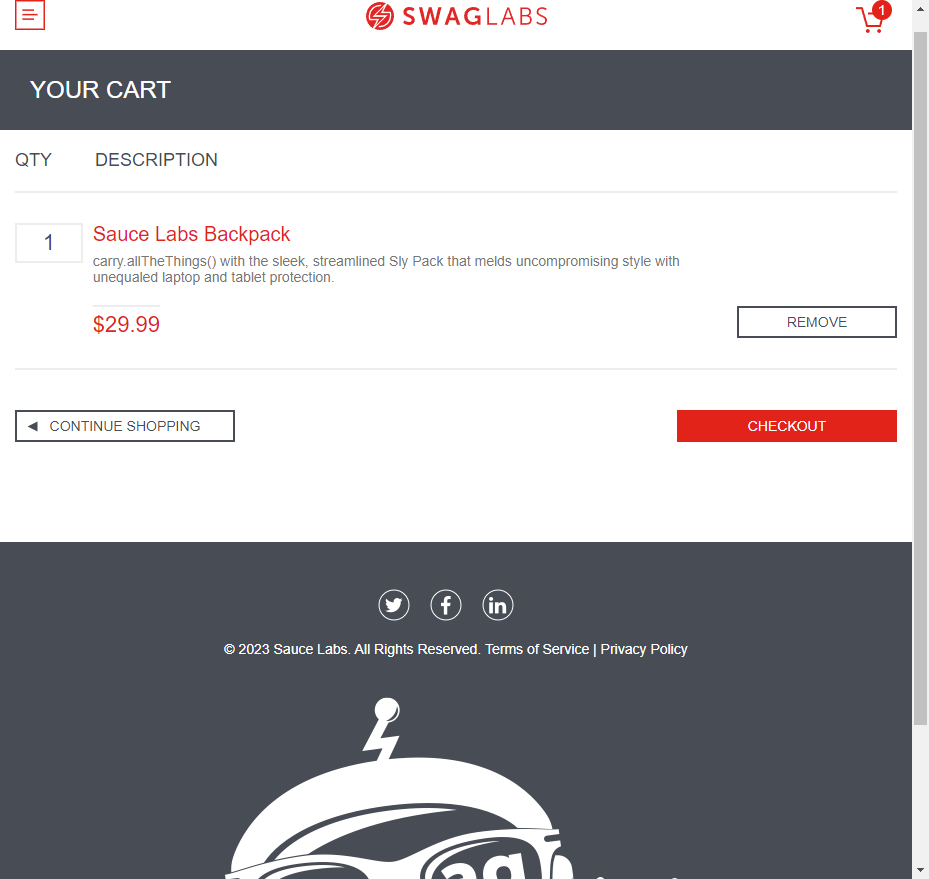 SWAGLABS
1
YOUR CART
QTY DESCRIPTION
1
Sauce Labs Backpack
carry.allTheThings() with the sleek, streamlined Sly Pack that melds uncompromising style with
unequaled laptop and tablet protection.
$29.99
REMOVE
CONTINUE SHOPPING
CHECKOUT
© 2023 Sauce Labs. All Rights Reserved. Terms of Service | Privacy Policy